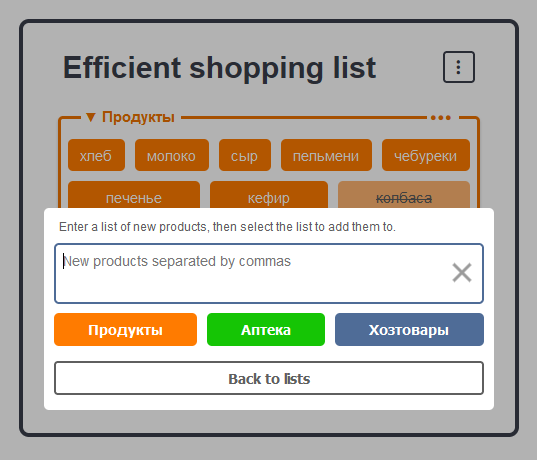 Efficient shopping list
▼ Продукты •••
хлеб молоко сыр пельмени чебуреки
печенье кефир колбаса
Enter a list of new products, then select the list to add them to.
New products separated by commas
Продукты Аптека Хозтовары
Back to lists